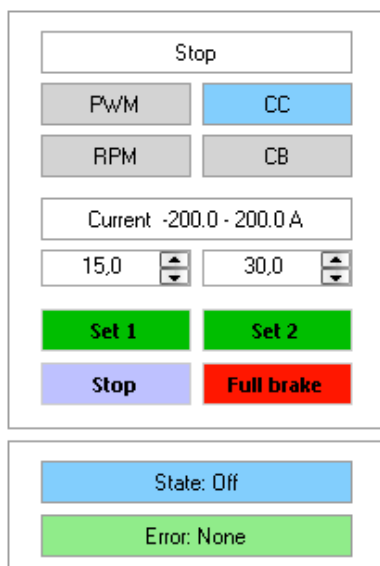 Stop
PWM CC
RPM CB
Current -200.0 - 200.0 A
15,0 30,0
Set 1 Set 2
Stop Full brake
State: Off
Error: None